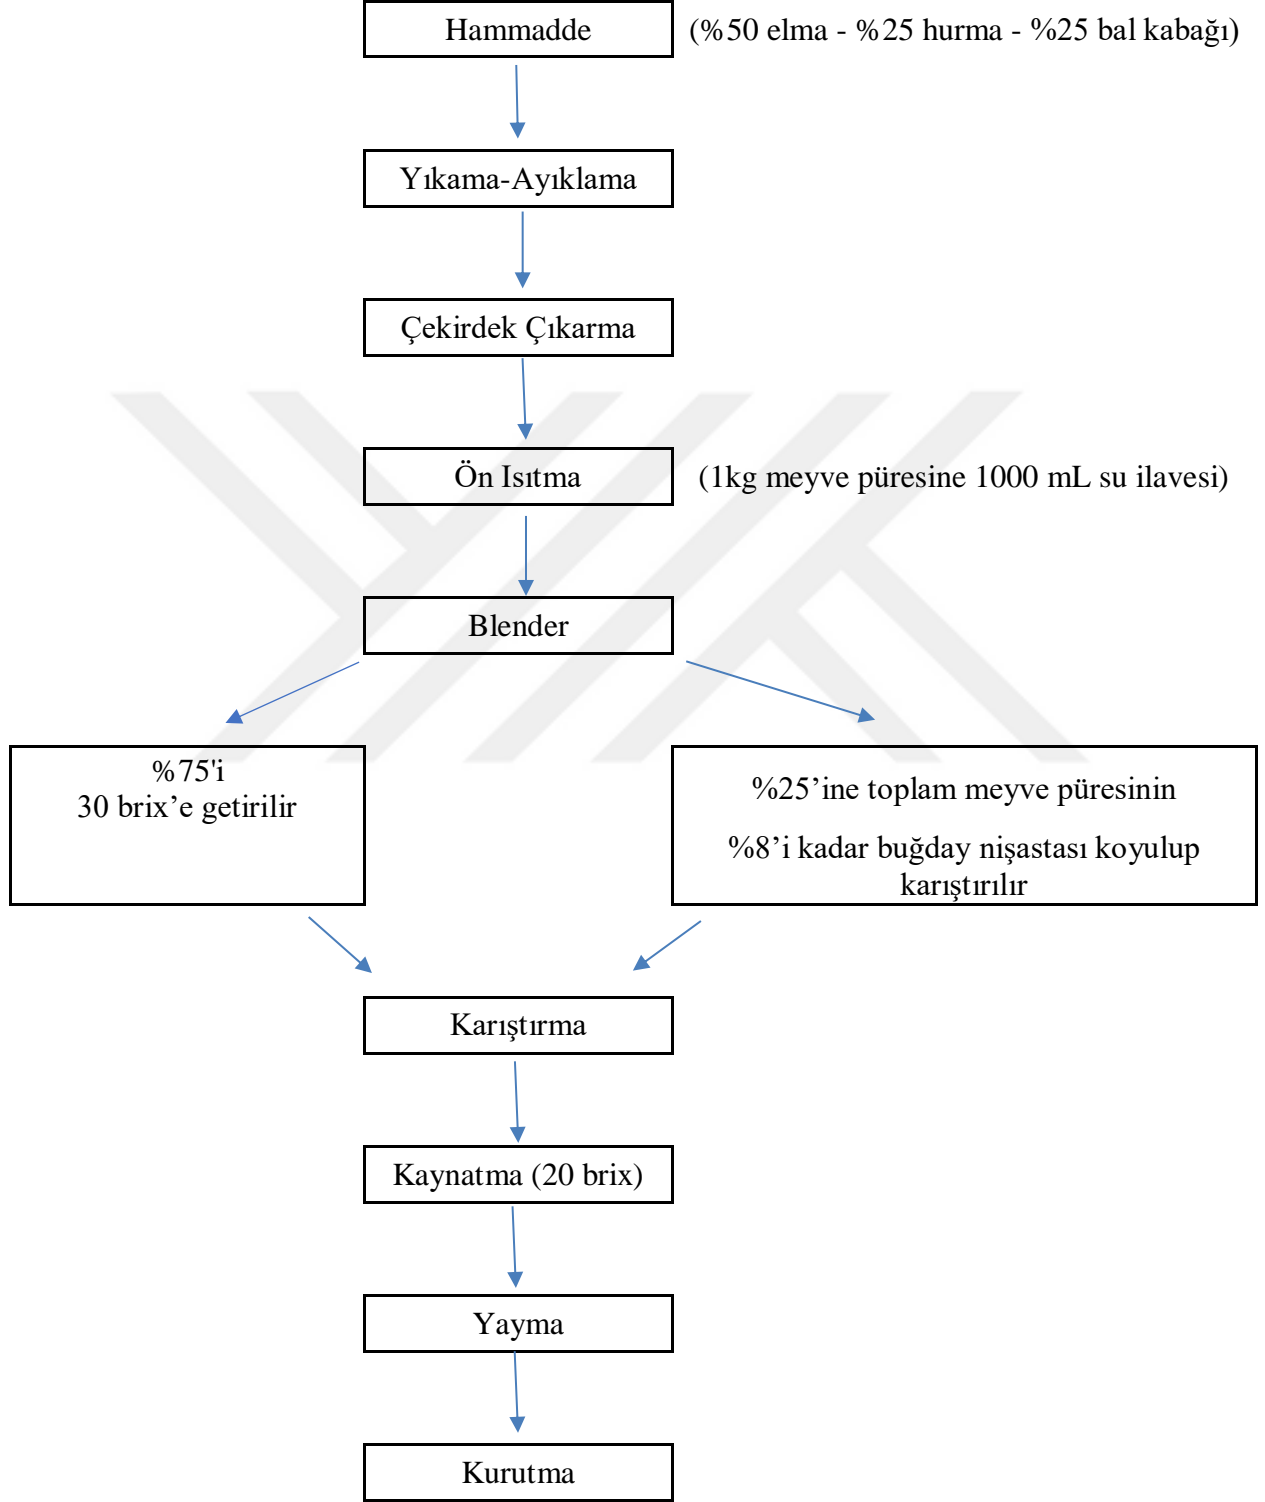 Hammadde (%50 elma - %25 hurma - %25 bal kabağı)
Yıkama-Ayıklama
Çekirdek Çıkarma
Ön Isıtma (1kg meyve püresine 1000 mL su ilavesi)
Blender
%75'i
30 brix’e getirilir
%25’ine toplam meyve püresinin
%8’i kadar buğday nişastası koyulup
karıştırılır
Karıştırma
Kaynatma (20 brix)
Yayma
Kurutma